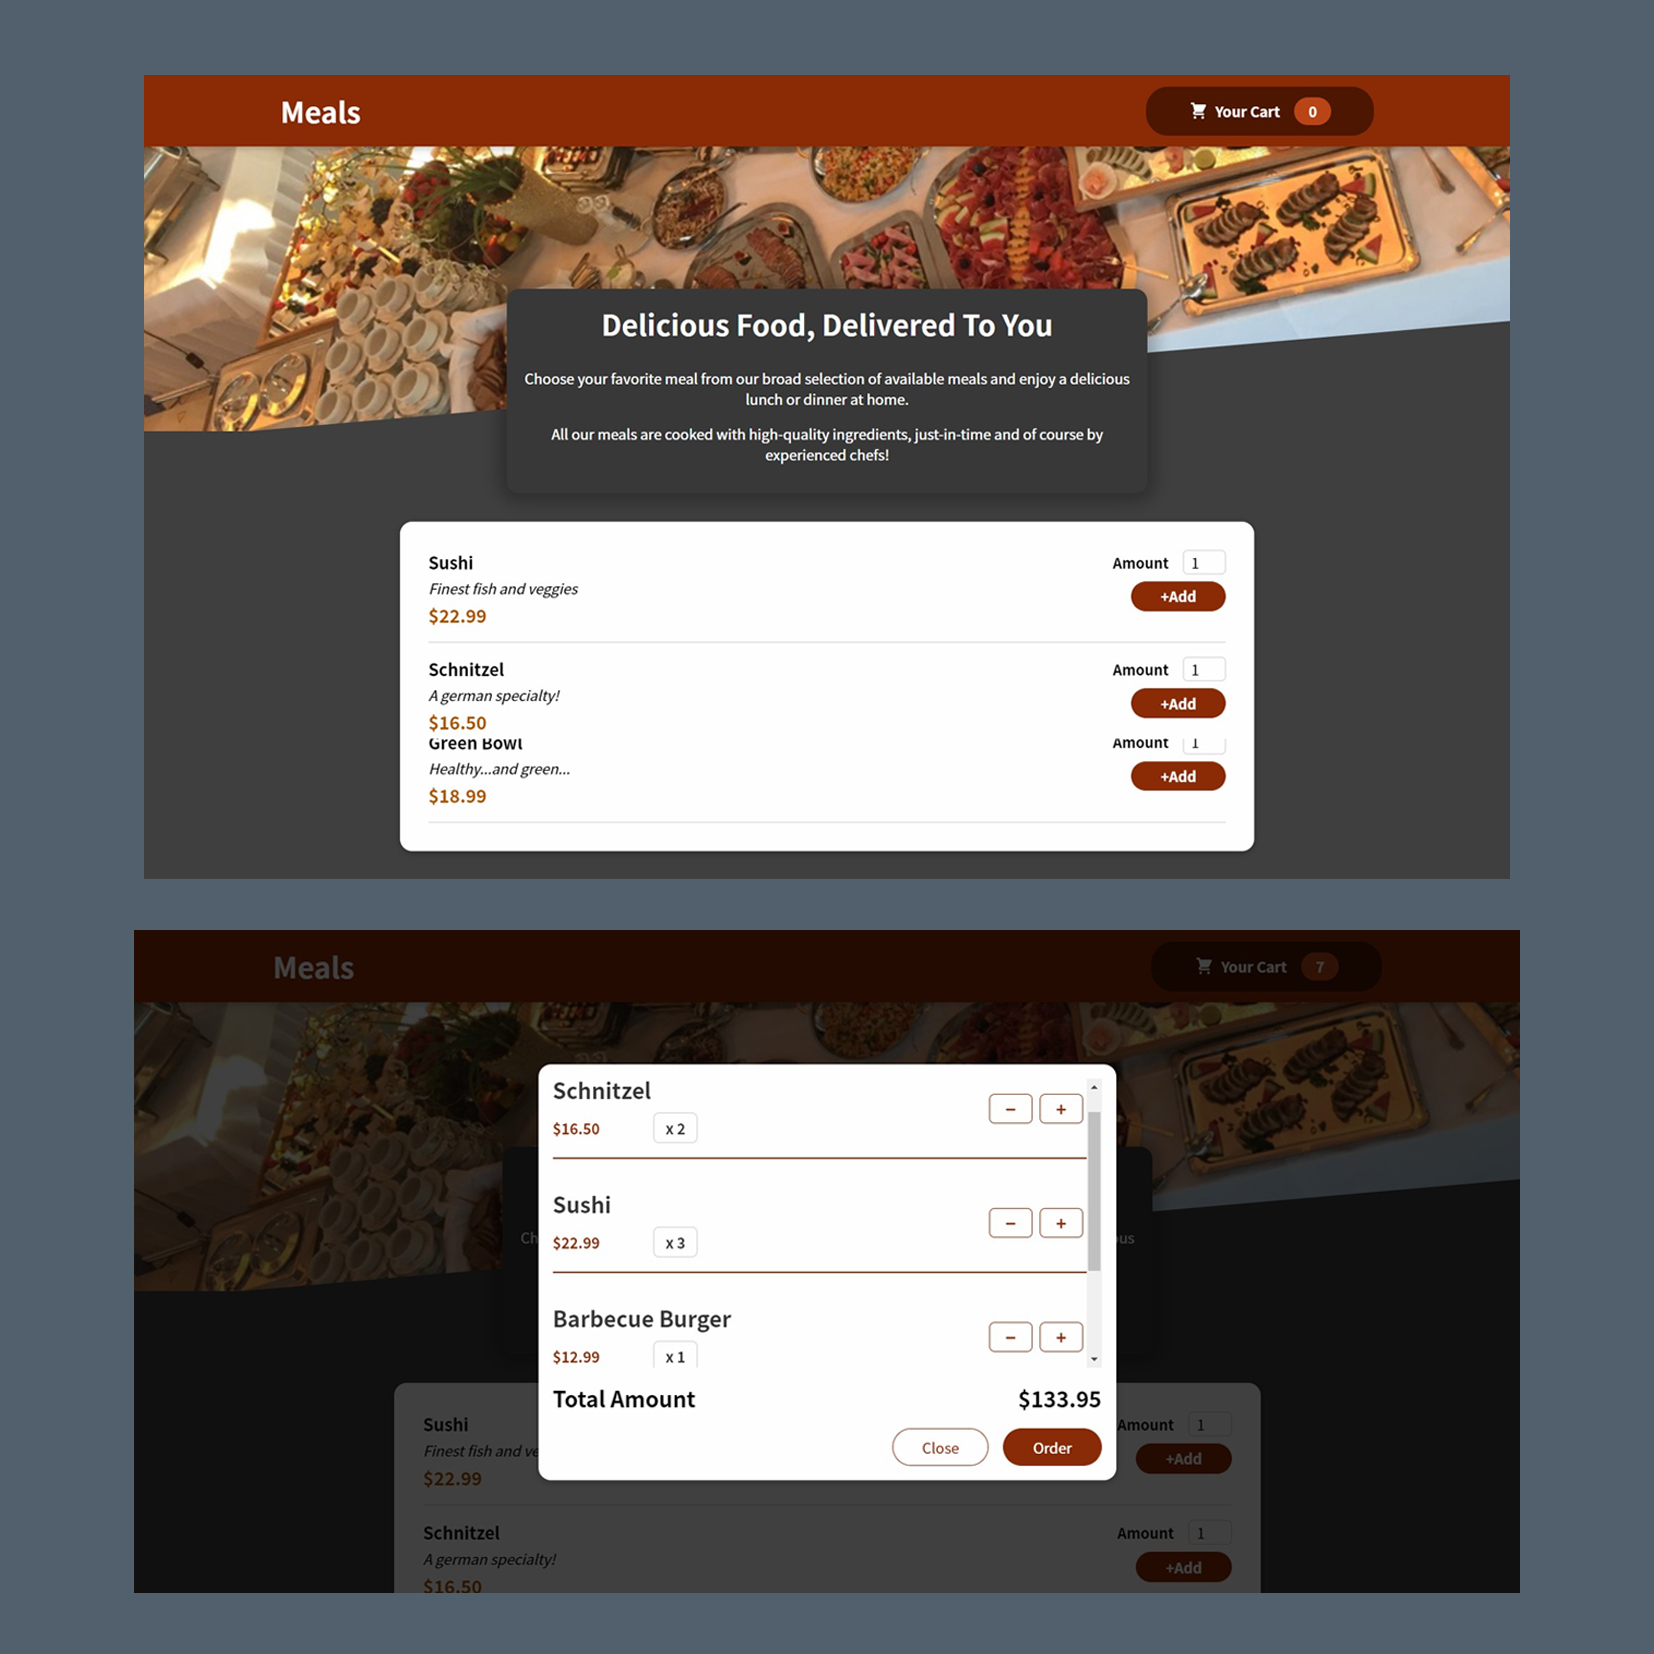 Meals
Your Cart 0
Delicious Food, Delivered To You
Choose your favorite meal from our broad selection of available meals and enjoy a delicious
lunch or dinner at home.
All our meals are cooked with high-quality ingredients, just-in-time and of course by
experienced chefs!
Sushi
Amount 1
Finest fish and veggies
+Add
$22.99
Schnitzel
Amount 1
A german specialty!
+Add
$16.50
Green Bowl
Amount 1
Healthy...and green...
+Add
$18.99
Meals
Your Cart 7
Schnitzel
- +
$16.50 x 2
Sushi
- +
$22.99 x 3
Barbecue Burger
- +
$12.99 x 1
Total Amount $133.95
Close Order
Sushi
Amount 1
Finest fish and
+Add
$22.99
Schnitzel
Amount 1
A german specialty!
+Add
$16.50